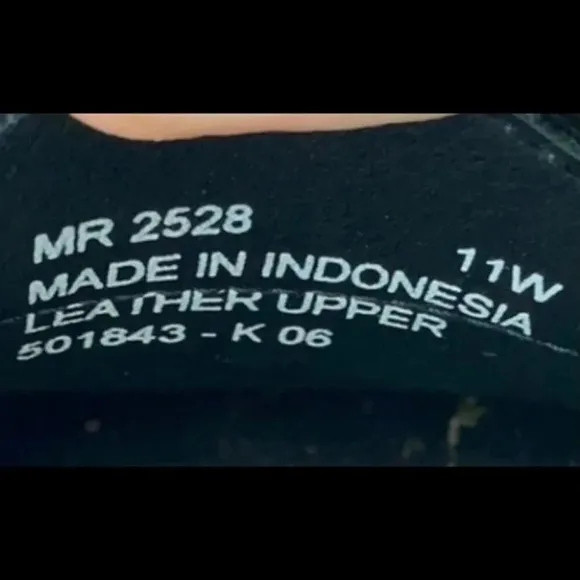 MR 2528
11W
MADE IN INDONESIA
LEATHER UPPER
501843 - K 06